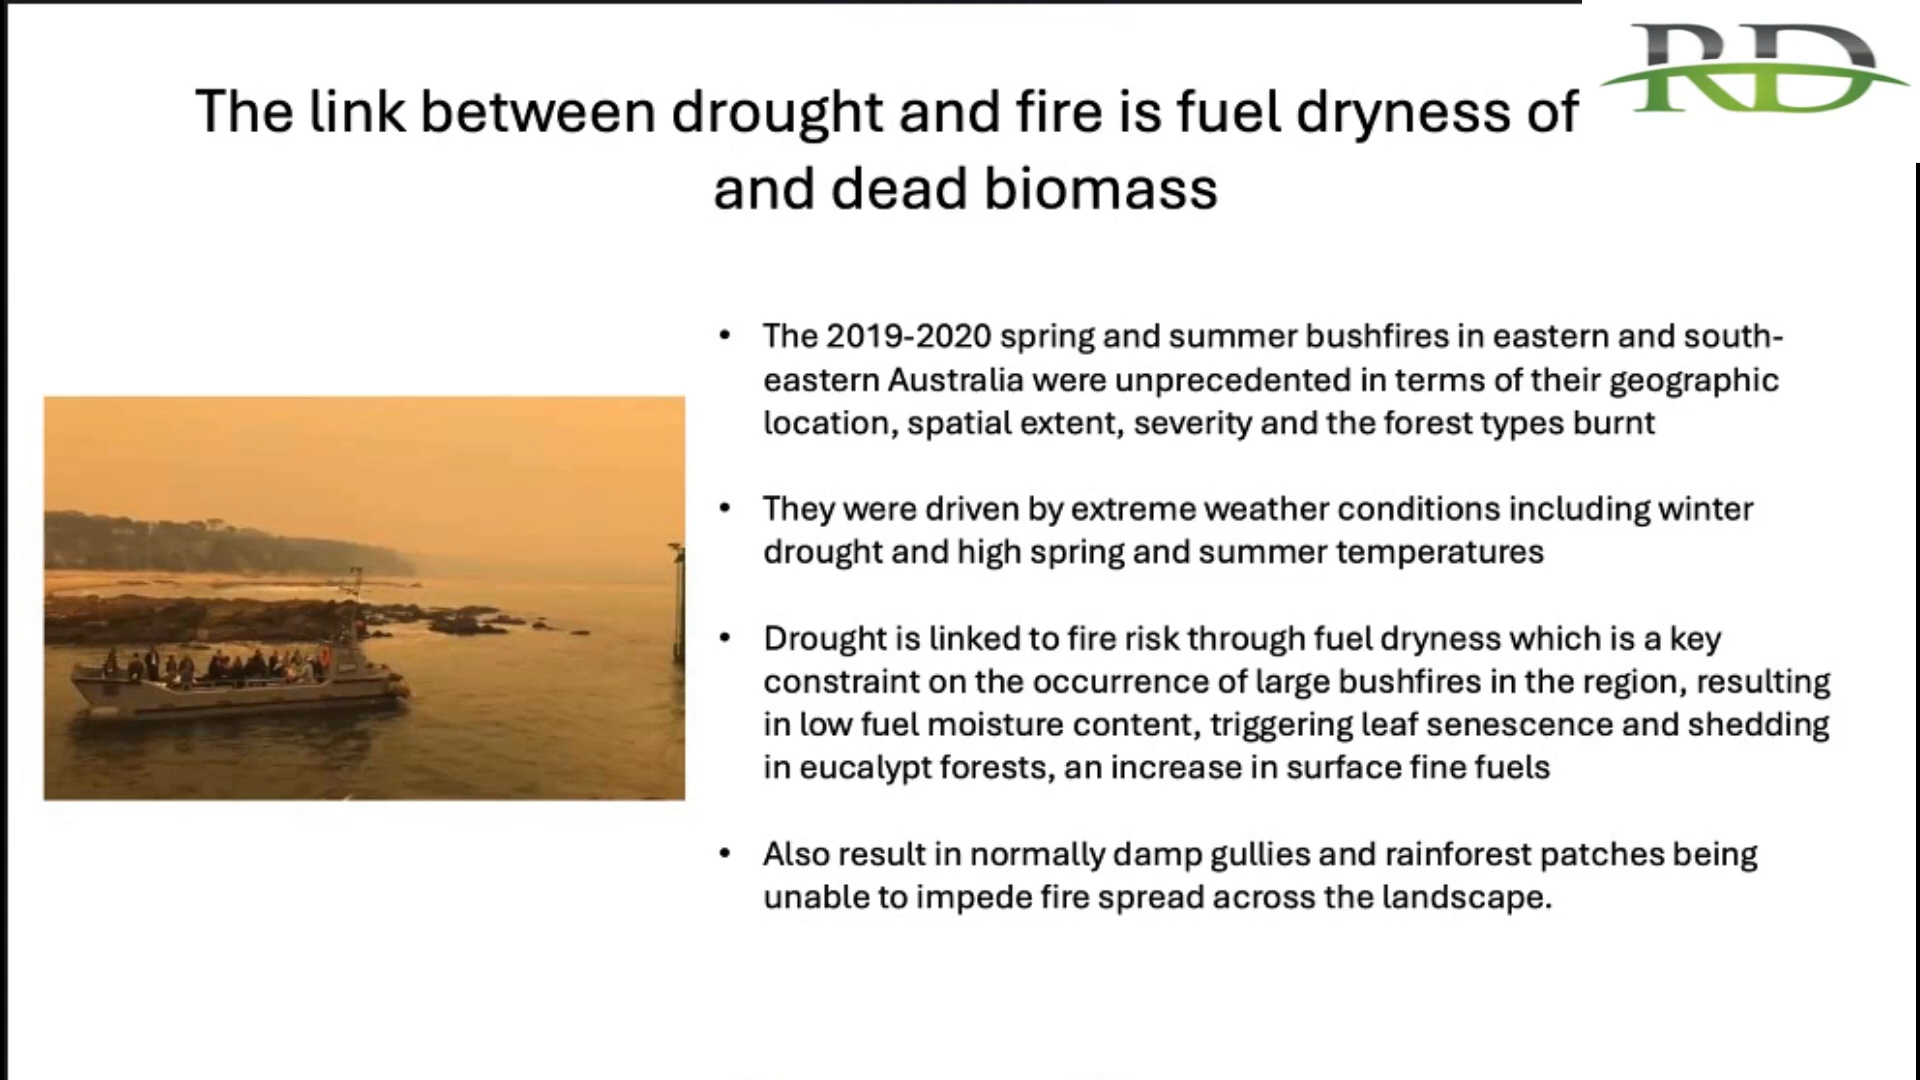 RD
The link between drought and fire is fuel dryness of
and dead biomass
• The 2019-2020 spring and summer bushfires in eastern and south-
eastern Australia were unprecedented in terms of their geographic
location, spatial extent, severity and the forest types burnt
• They were driven by extreme weather conditions including winter
drought and high spring and summer temperatures
• Drought is linked to fire risk through fuel dryness which is a key
constraint on the occurrence of large bushfires in the region, resulting
in low fuel moisture content, triggering leaf senescence and shedding
in eucalypt forests, an increase in surface fine fuels
• Also result in normally damp gullies and rainforest patches being
unable to impede fire spread across the landscape.